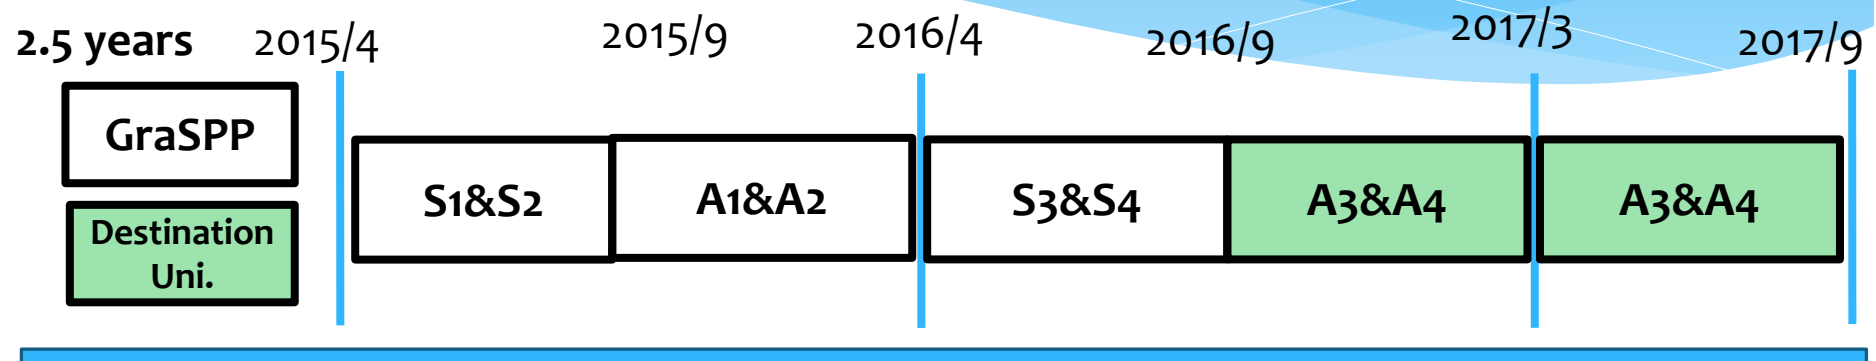 2.5 years 2015/4 2015/9 2016/4 2016/9 2017/3 2017/9
GraSPP
S1&S2 A1&A2 S3&S4 A3&A4 A3&A4
Destination
Uni.